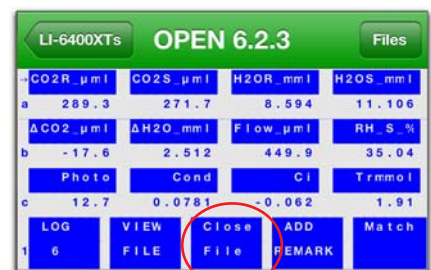 LI-6400XTs OPEN 6.2.3 Files
→CO2R_µml CO2S_µml H2OR_mml H2OS_mml
a 289.3 271.7 8.594 11.106
ΔCO2_µml ΔH2O_mml Flow_µml RH_S_%
b -17.6 2.512 449.9 35.04
Photo Cond Ci Trmmol
c 12.7 0.0781 -0.062 1.91
LOG VIEW Close ADD Match
1 6 FILE File REMARK